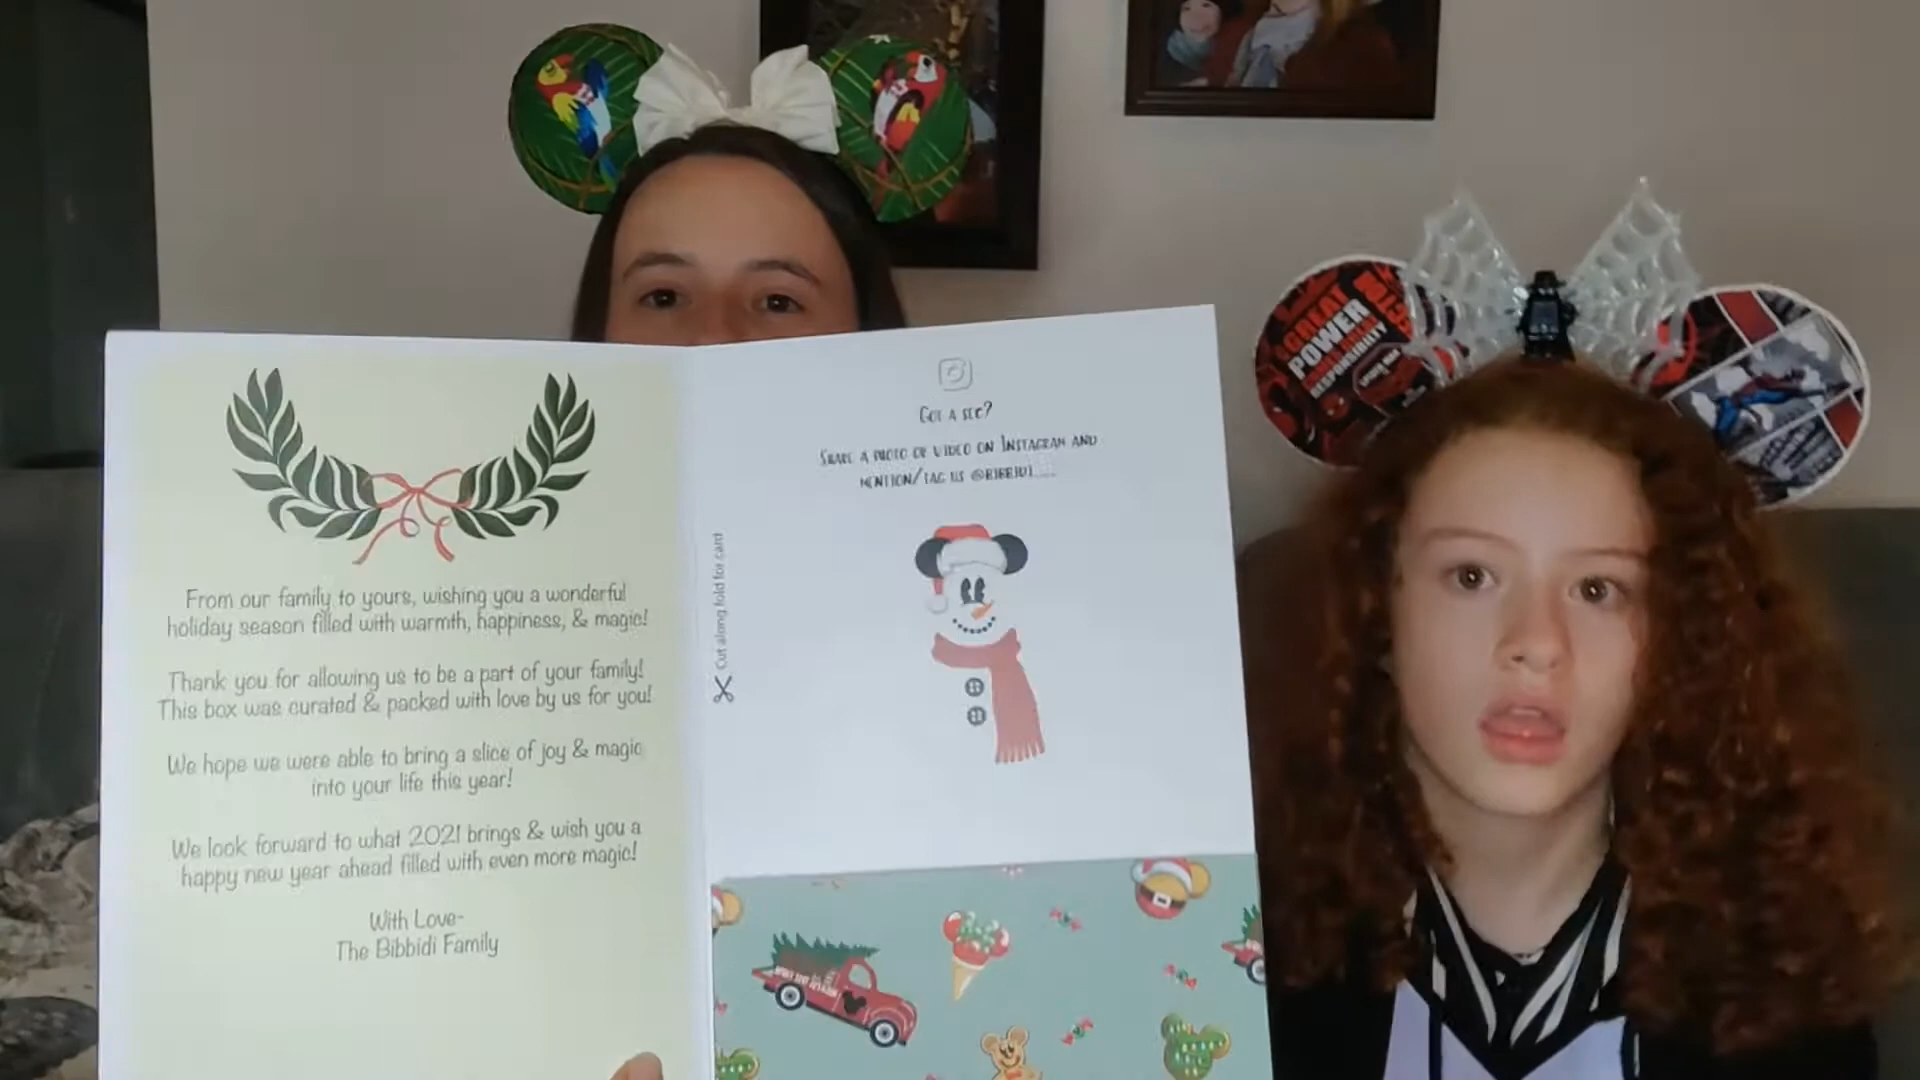 From our family to yours, wishing you a wonderful
holiday season filled with warmth, happiness, & magic!
Thank you for allowing us to be a part of your family!
This box was curated & packed with love by us for you!
We hope we were able to bring a slice of joy & magic
into your life this year!
We look forward to what 2021 brings & wish you a
happy new year ahead filled with even more magic!
With Love-
The Bibbidi Family
Cut along fold for card
Got a sec?
Share a photo or video on Instagram and
mention/tag us @bibbidi
GREAT
POWER
RESPONSIBILITY